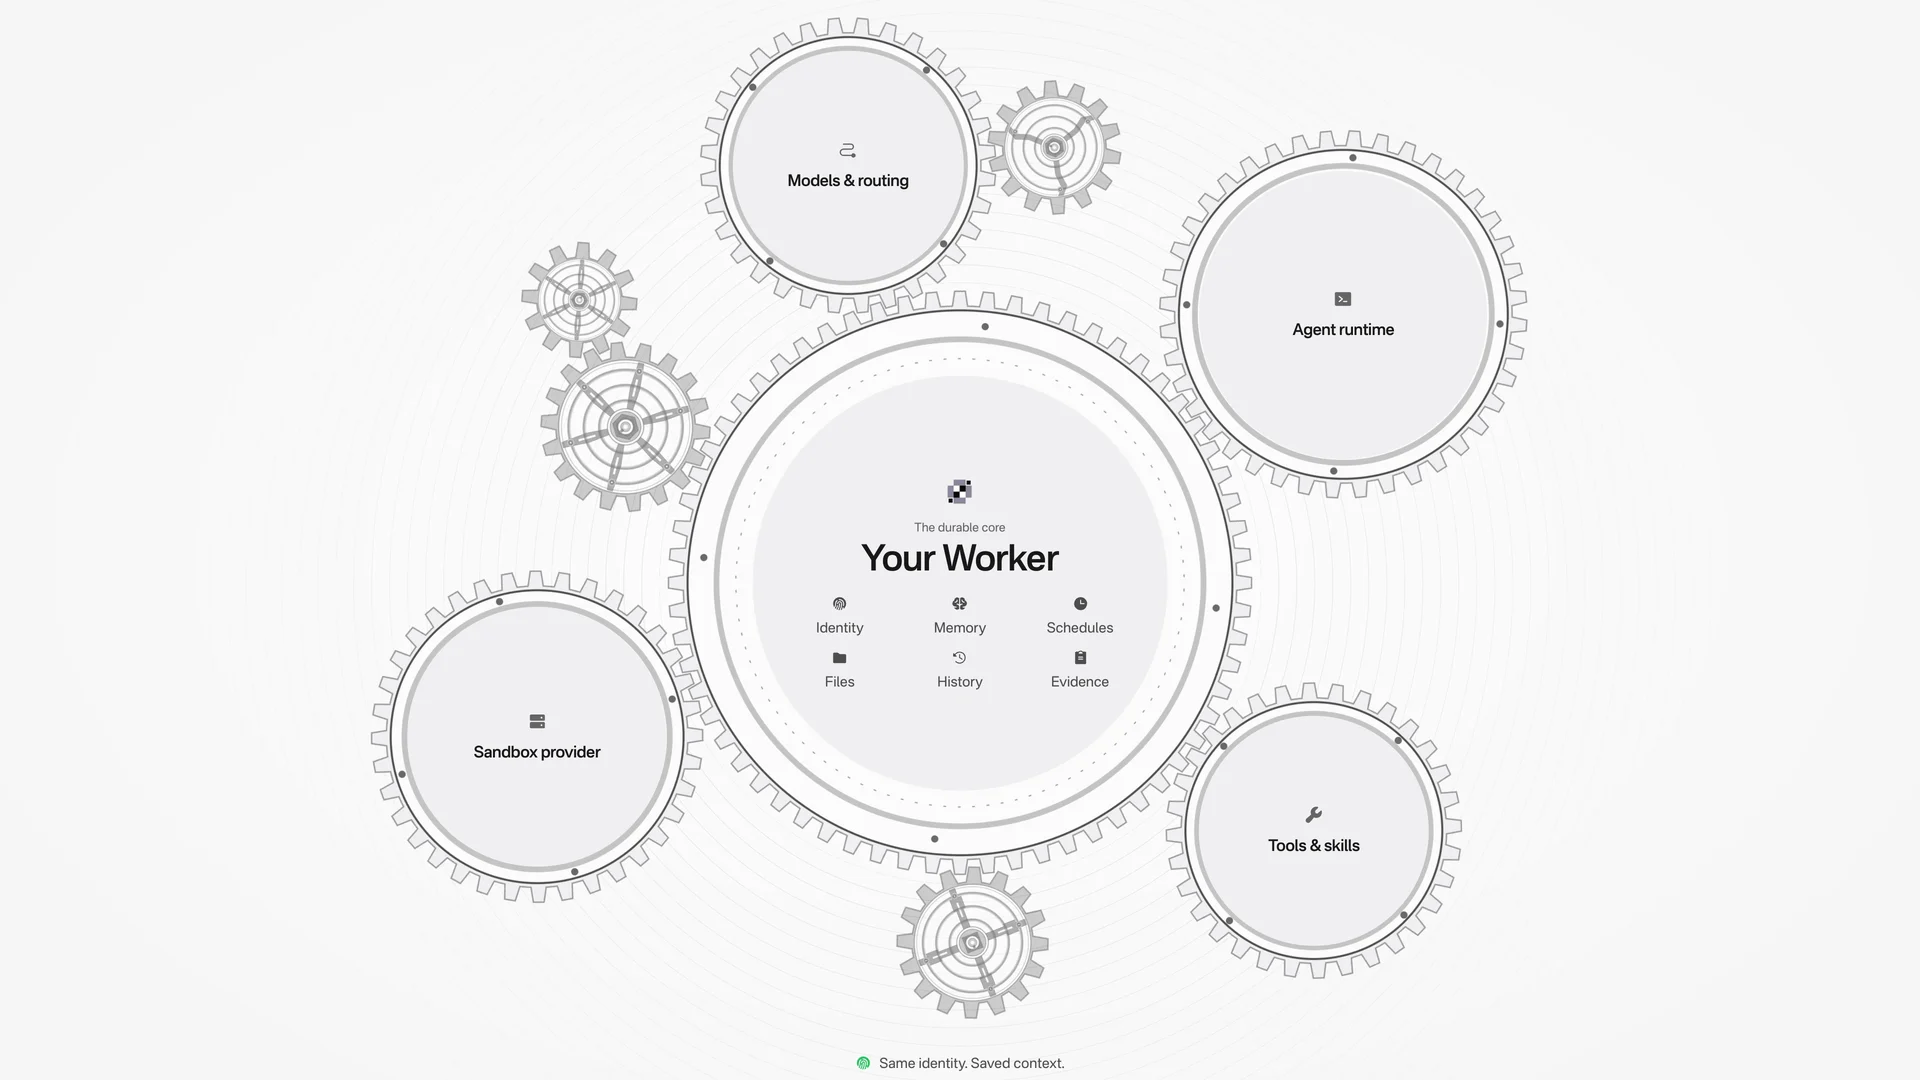 Models & routing
Agent runtime
The durable core
Your Worker
Identity
Memory
Schedules
Files
History
Evidence
Sandbox provider
Tools & skills
Same identity. Saved context.